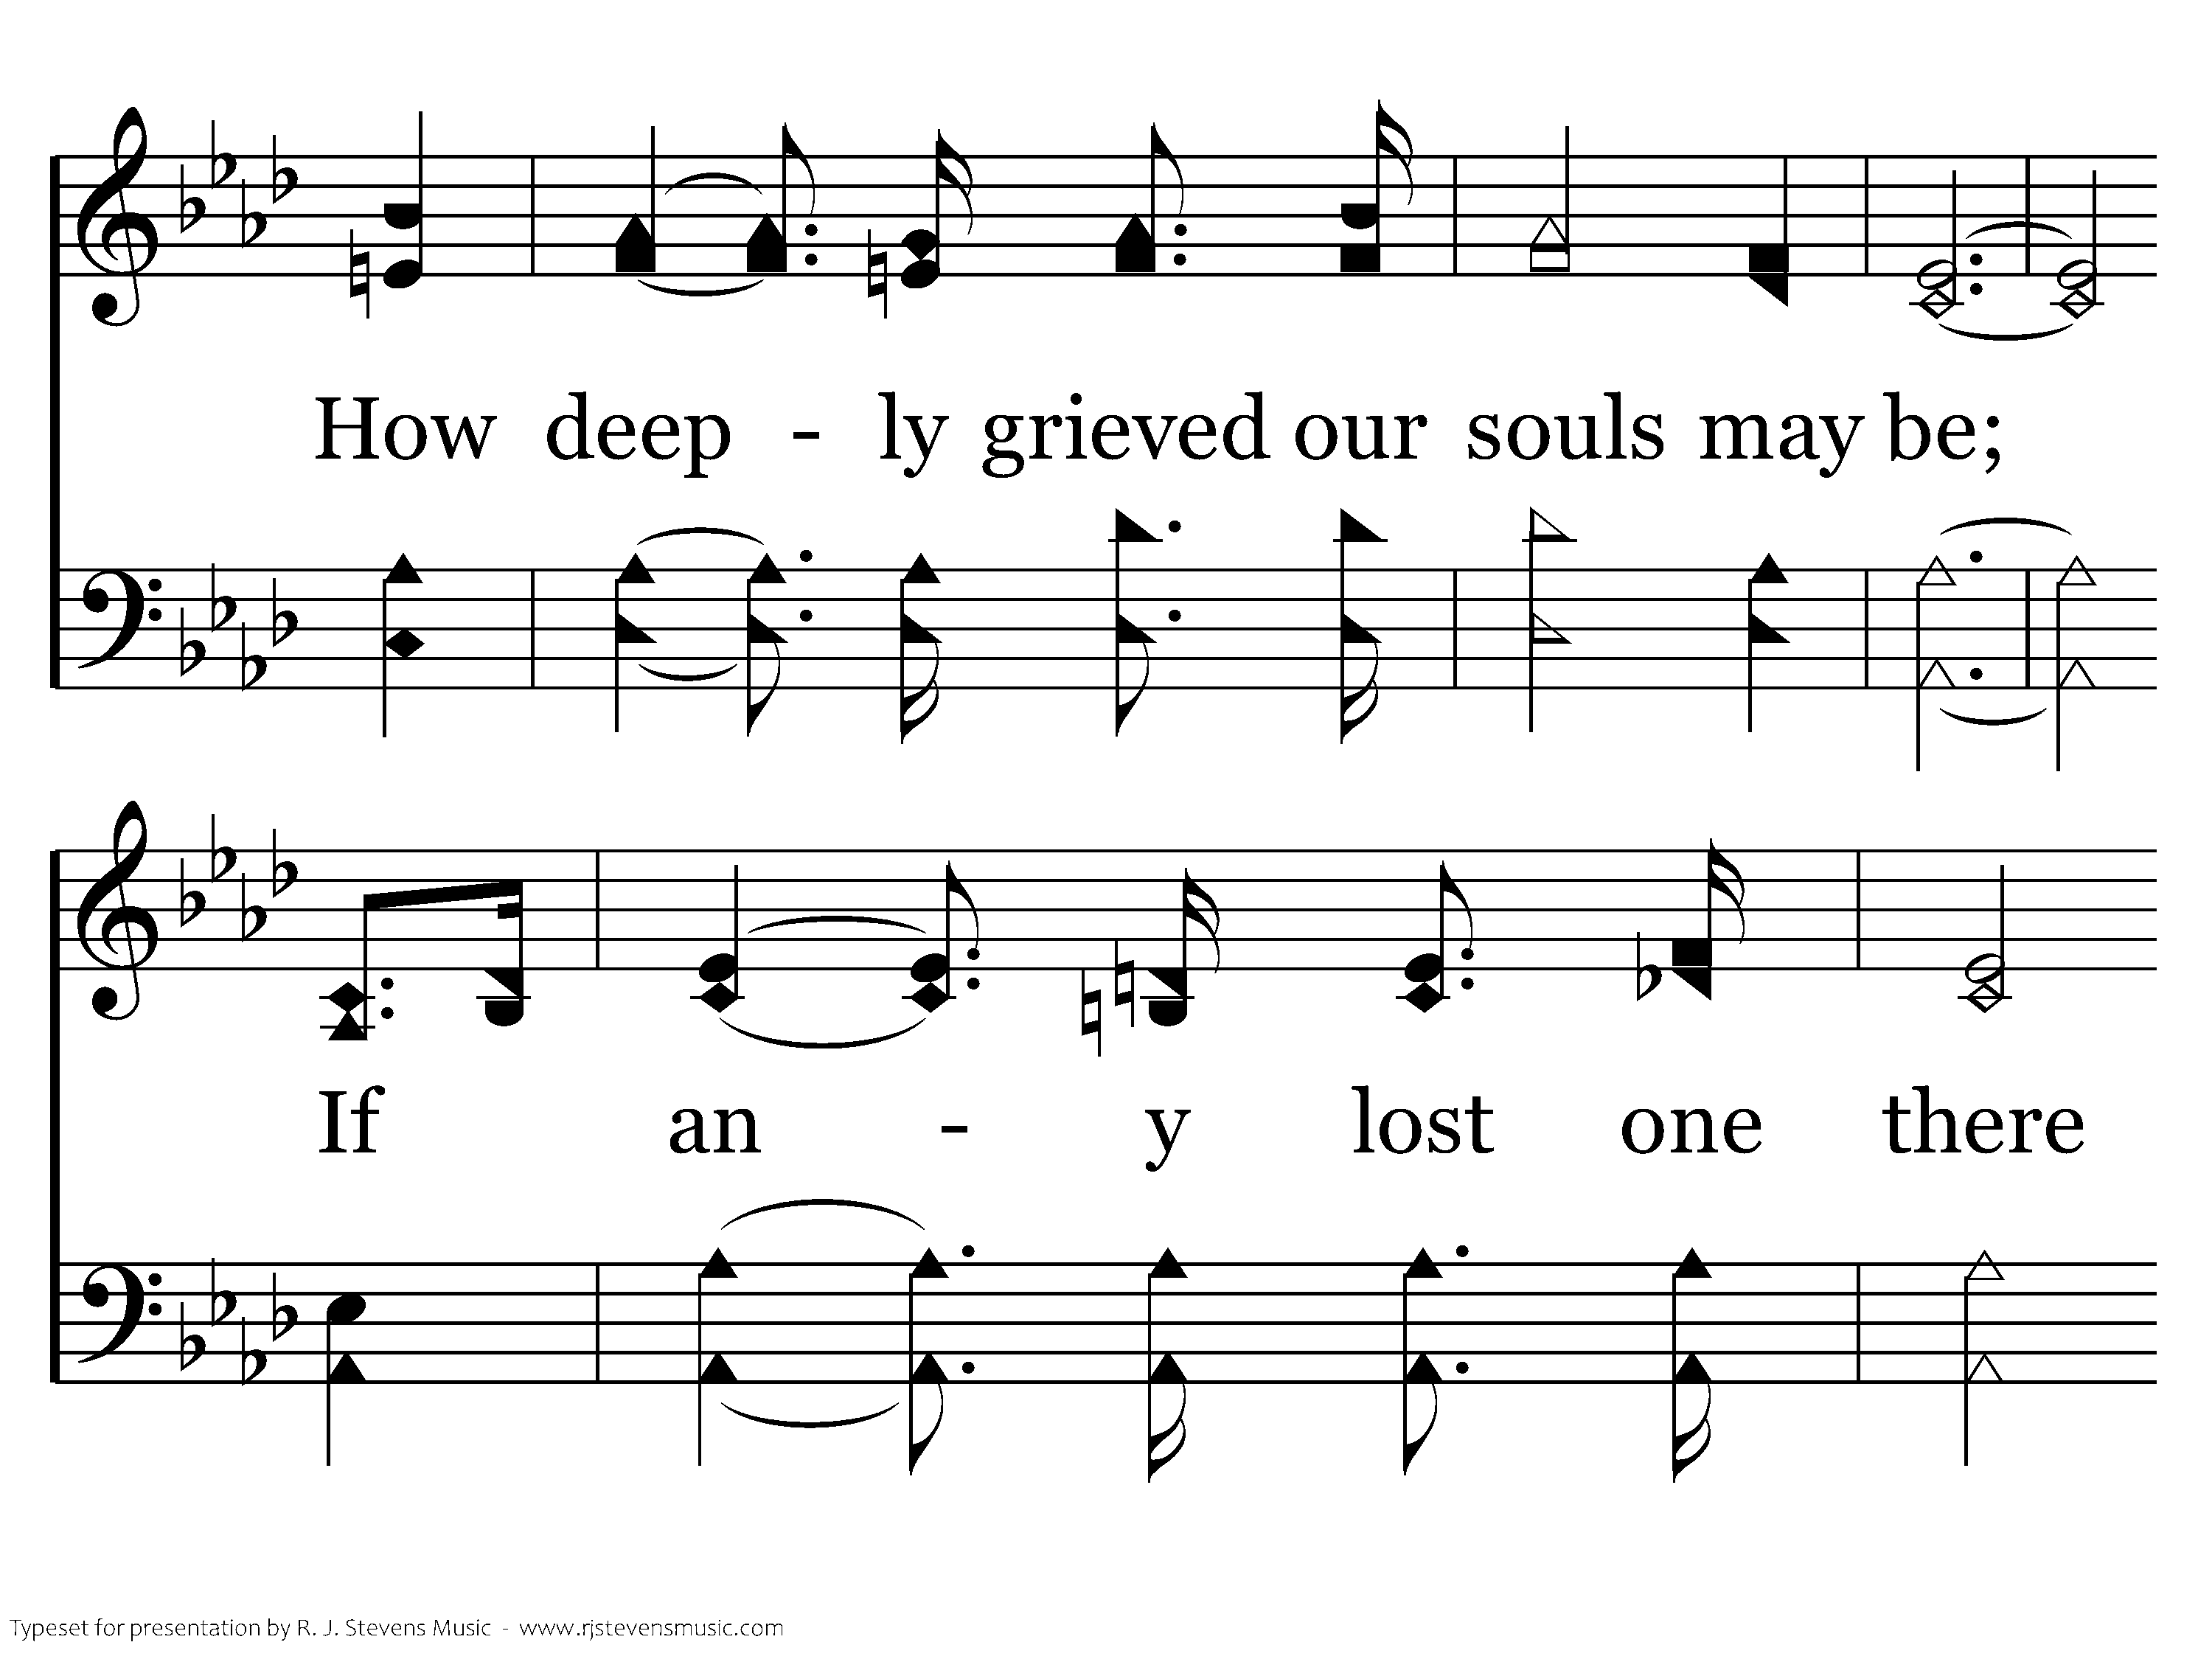 How deep - ly grieved our souls may be;
If an - y lost one there
Typeset for presentation by R. J. Stevens Music - www.rjstevensmusic.com